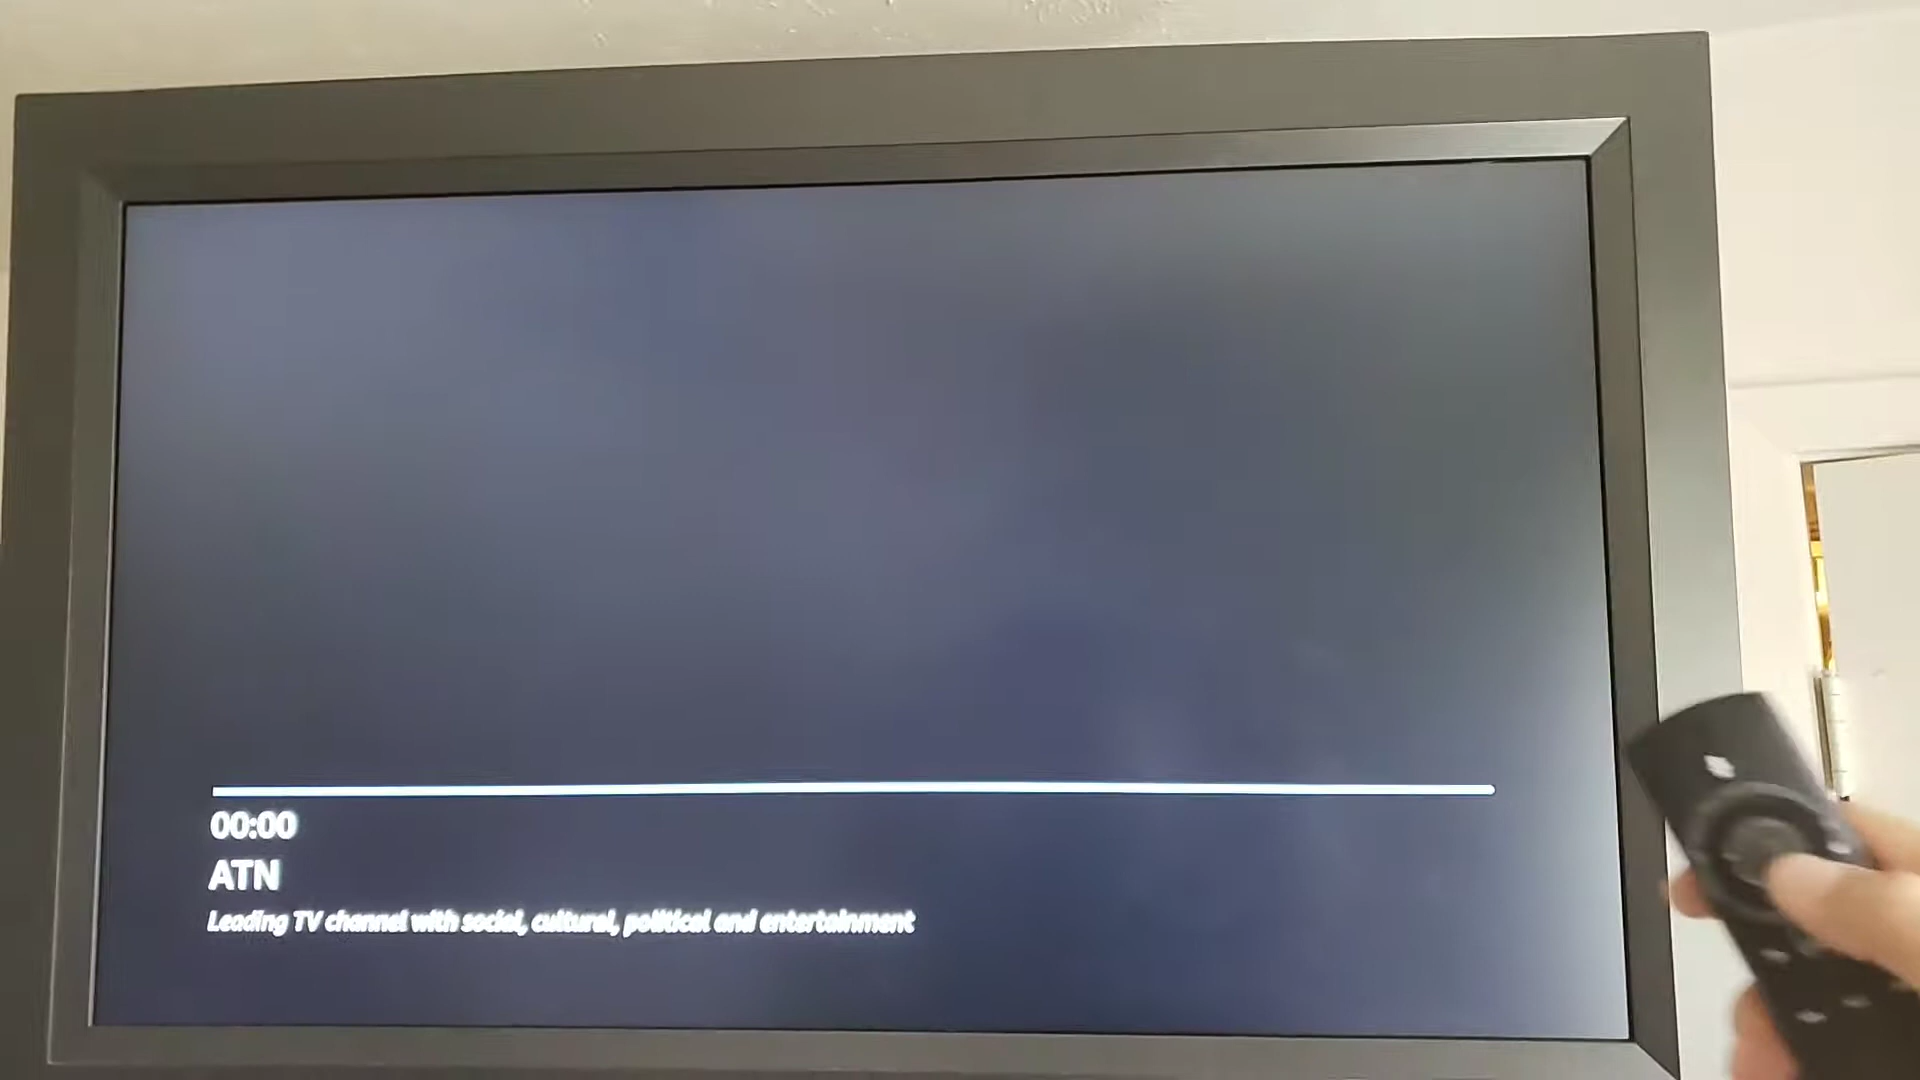 00:00
ATN
Leading TV channel with social, cultural, political and entertainment